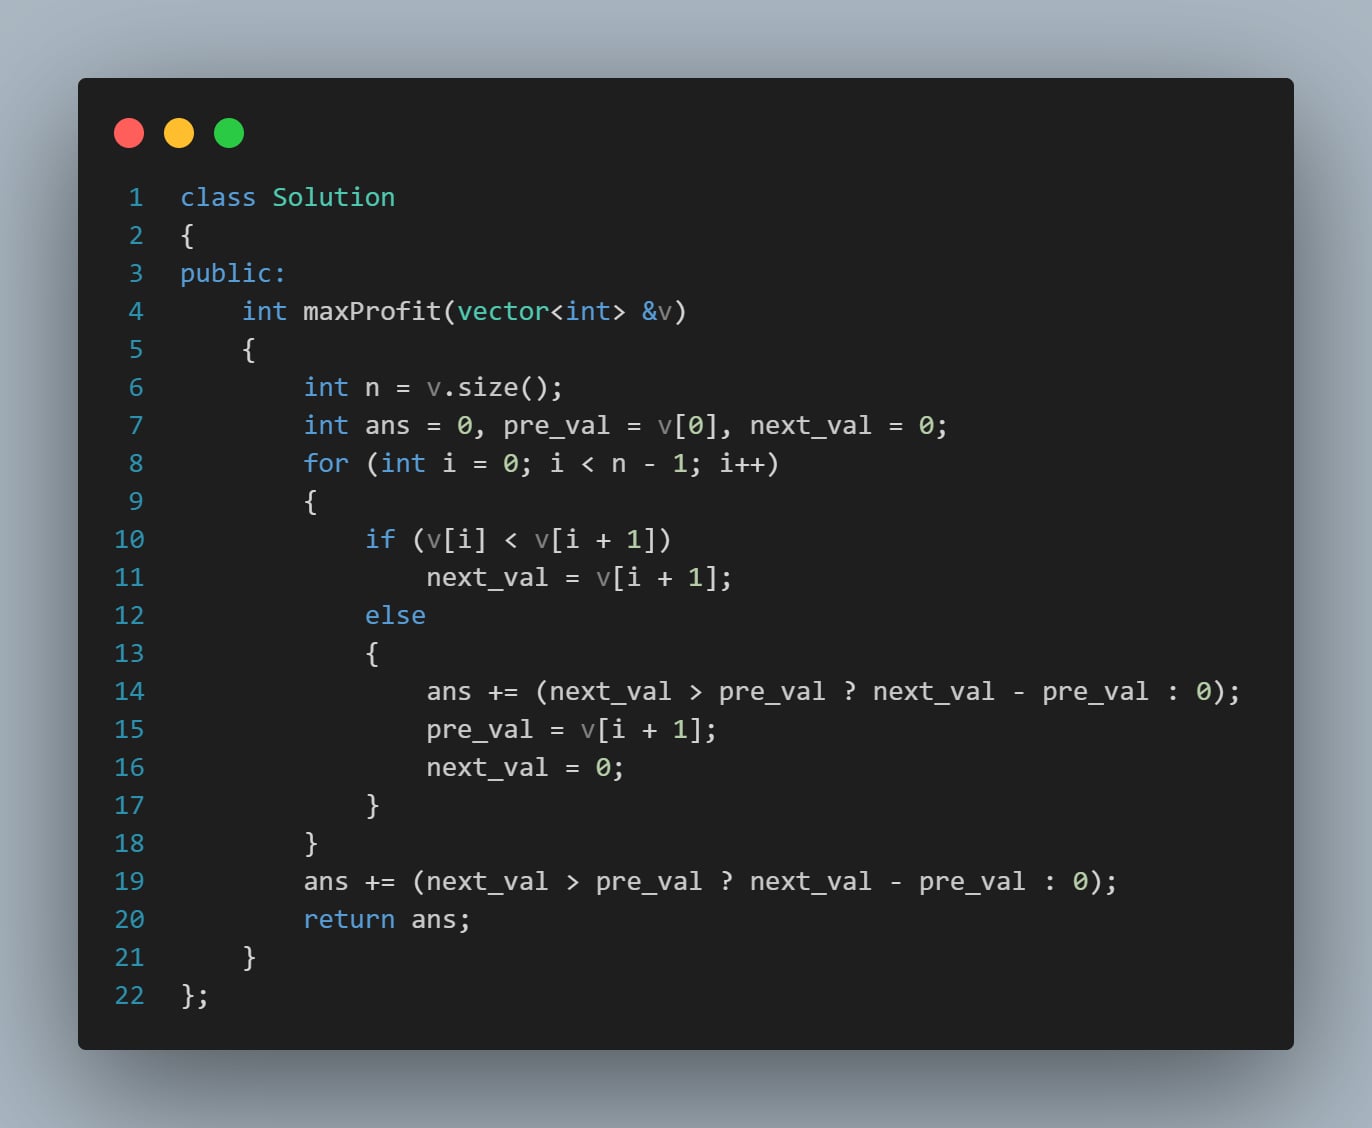 1 class Solution
2 {
3 public:
4     int maxProfit(vector<int> &v)
5     {
6         int n = v.size();
7         int ans = 0, pre_val = v[0], next_val = 0;
8         for (int i = 0; i < n - 1; i++)
9         {
10             if (v[i] < v[i + 1])
11                 next_val = v[i + 1];
12             else
13             {
14                 ans += (next_val > pre_val ? next_val - pre_val : 0);
15                 pre_val = v[i + 1];
16                 next_val = 0;
17             }
18         }
19         ans += (next_val > pre_val ? next_val - pre_val : 0);
20         return ans;
21     }
22 };